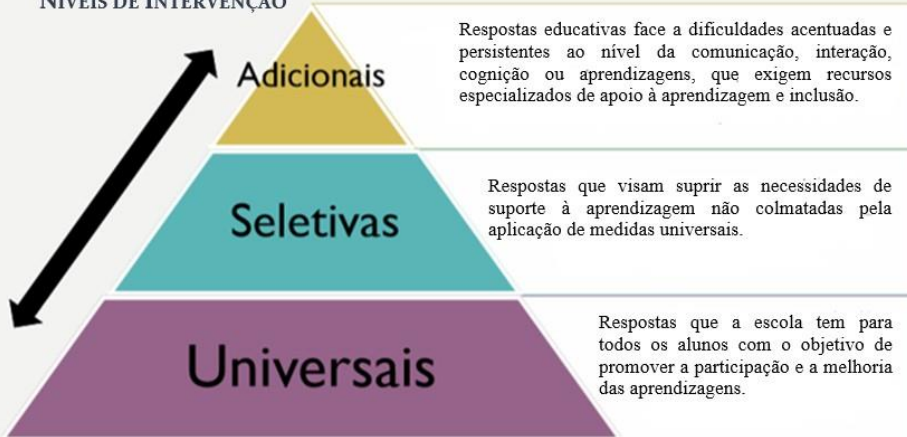 NÍVEIS DE INTERVENÇÃO
Adicionais
Respostas educativas face a dificuldades acentuadas e
persistentes ao nível da comunicação, interação,
cognição ou aprendizagens, que exigem recursos
especializados de apoio à aprendizagem e inclusão.
Seletivas
Respostas que visam suprir as necessidades de
suporte à aprendizagem não colmatadas pela
aplicação de medidas universais.
Universais
Respostas que a escola tem para
todos os alunos com o objetivo de
promover a participação e a melhoria
das aprendizagens.